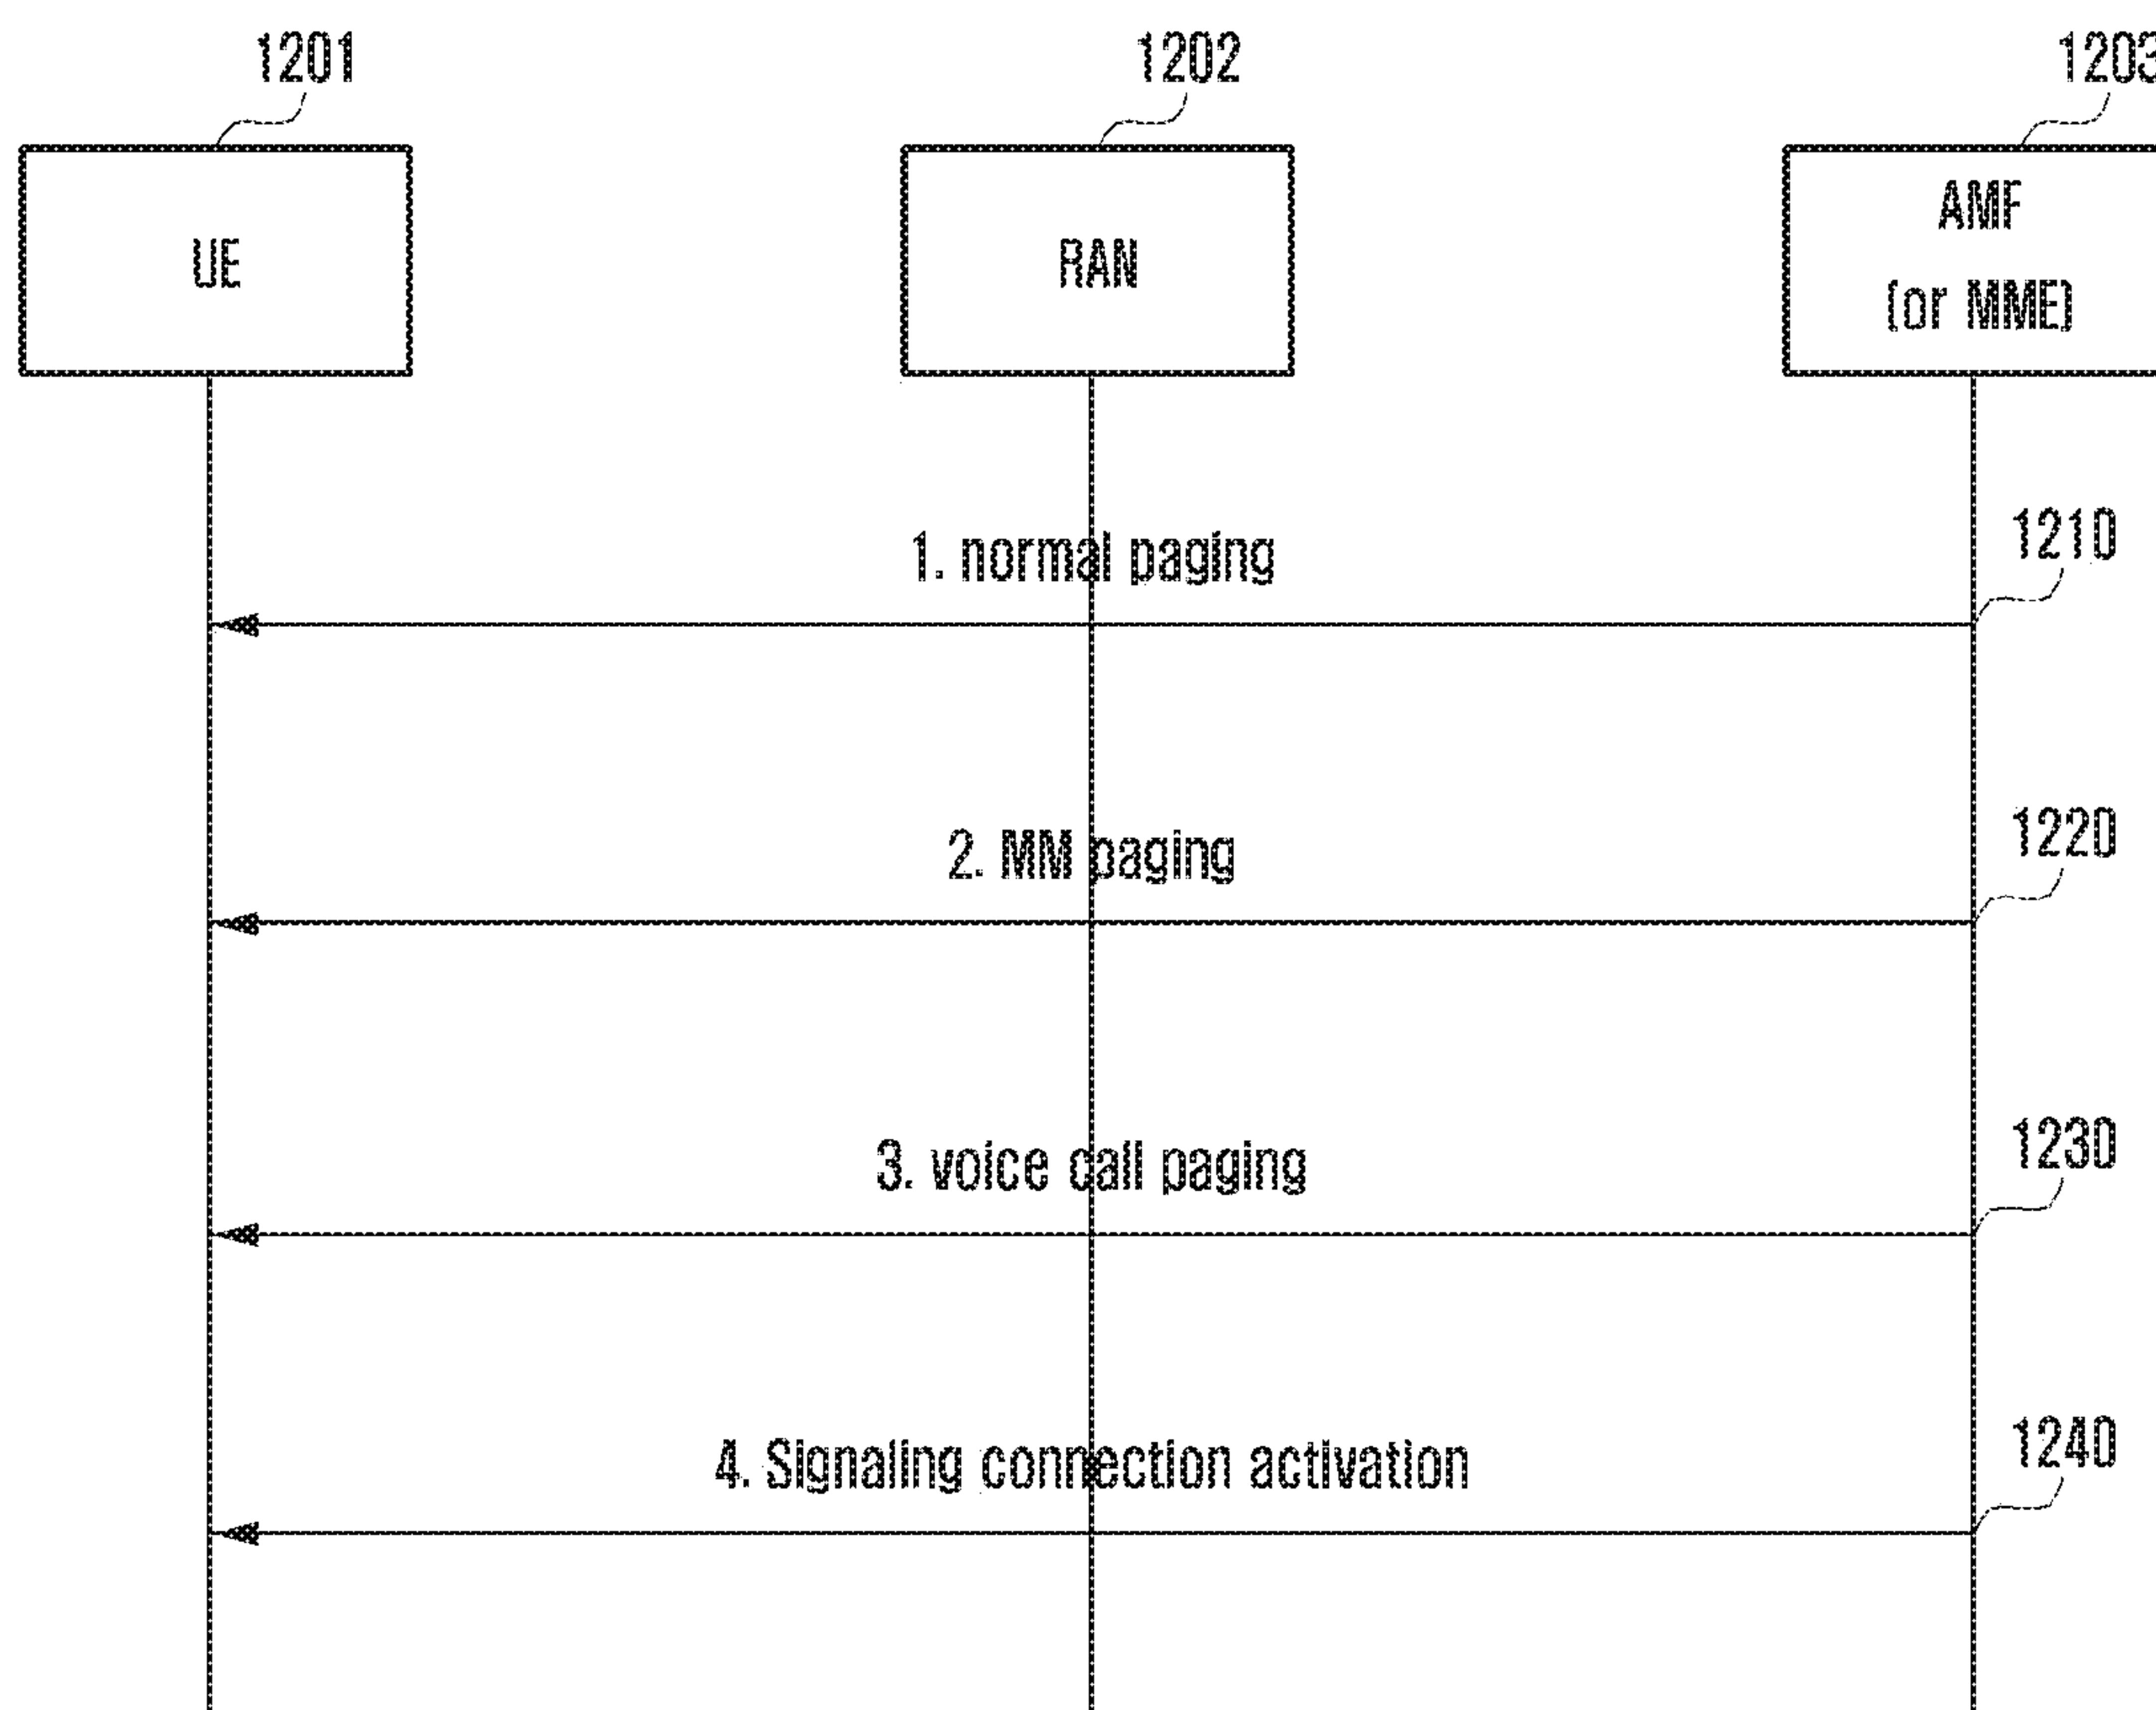 1201
1202
1203
UE
RAN
AMF
(or MME)
1210
1. normal paging
1220
2. MM paging
1230
3. voice call paging
1240
4. Signaling connection activation